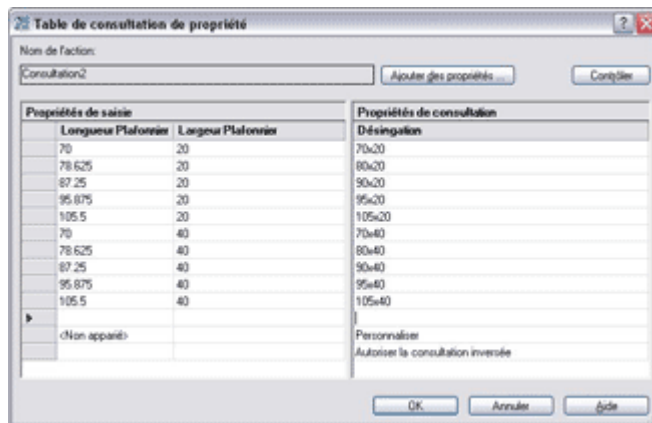 Table de consultation de propriété
Nom de l'action:
Consultation2
Ajouter des propriétés ...
Contrôler
Propriétés de saisie
Propriétés de consultation
Longueur Plafonnier Largeur Plafonnier Désingation
70 20 70x20
78.625 20 80x20
87.25 20 90x20
95.875 20 95x20
105.5 20 105x20
70 40 70x40
78.625 40 80x40
87.25 40 90x40
95.875 40 95x40
105.5 40 105x40
<Non apparié> Personnaliser
Autoriser la consultation inversée
OK Annuler Aide